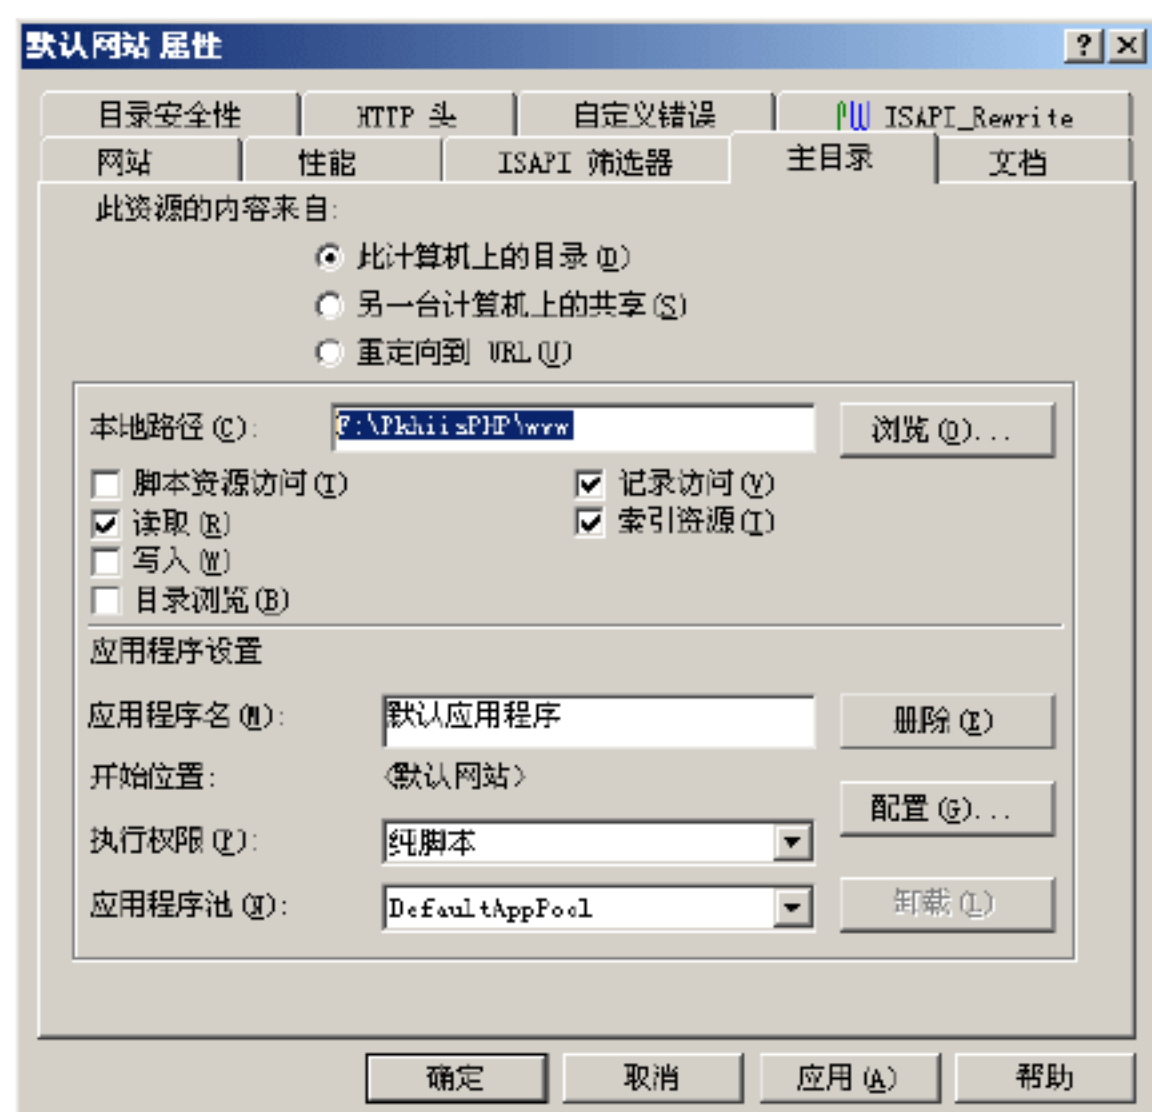 默认网站 属性
目录安全性 HTTP 头 自定义错误 ISAPI_Rewrite
网站 性能 ISAPI 筛选器 主目录 文档
此资源的内容来自:
此计算机上的目录(D)
另一台计算机上的共享(S)
重定向到 URL(U)
本地路径(C): F:\PkhiisPHP\www 浏览(O)...
脚本资源访问(T) 记录访问(V)
读取(R) 索引资源(I)
写入(W)
目录浏览(B)
应用程序设置
应用程序名(M): 默认应用程序 删除(E)
开始位置: <默认网站>
配置(G)...
执行权限(P): 纯脚本
应用程序池(N): DefaultAppPool 卸载(L)
确定 取消 应用(A) 帮助